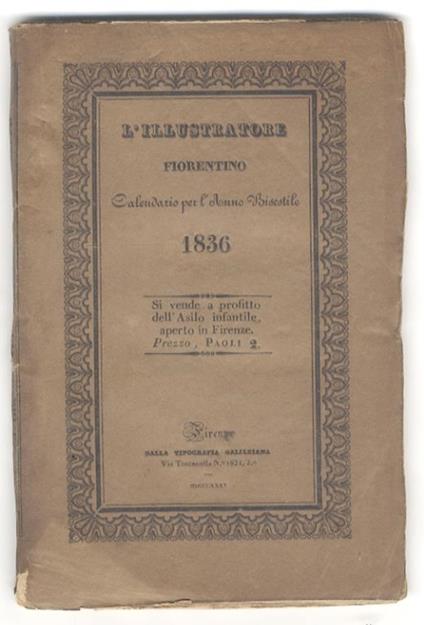 L'ILLUSTRATORE
FIORENTINO
Calendario per l'Anno Bisestile
1836
Si vende a profitto
dell'Asilo infantile,
aperto in Firenze.
Prezzo, PAOLI 2.
Firenze
DALLA TIPOGRAFIA GALILEIANA
Via